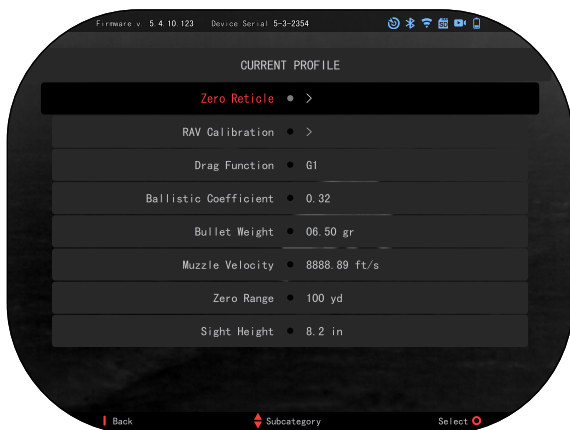 Firmware v. 5.4.10.123 Device Serial 5-3-2354
CURRENT PROFILE
Zero Reticle >
RAV Calibration >
Drag Function G1
Ballistic Coefficient 0.32
Bullet Weight 06.50 gr
Muzzle Velocity 8888.89 ft/s
Zero Range 100 yd
Sight Height 8.2 in
Back Subcategory Select